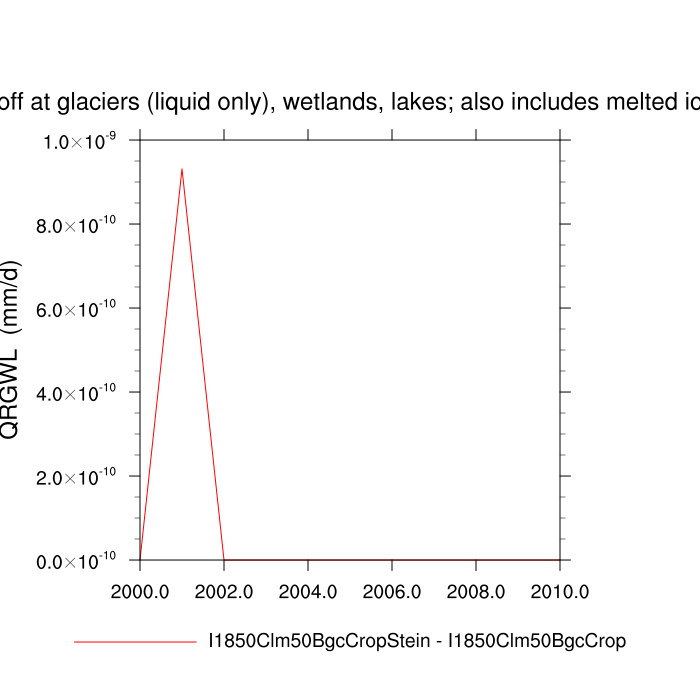 off at glaciers (liquid only), wetlands, lakes; also includes melted ic
1.0×10-9
8.0×10-10
6.0×10-10
4.0×10-10
2.0×10-10
0.0×10-10
QRGWL (mm/d)
2000.0 2002.0 2004.0 2006.0 2008.0 2010.0
I1850Clm50BgcCropStein - I1850Clm50BgcCrop